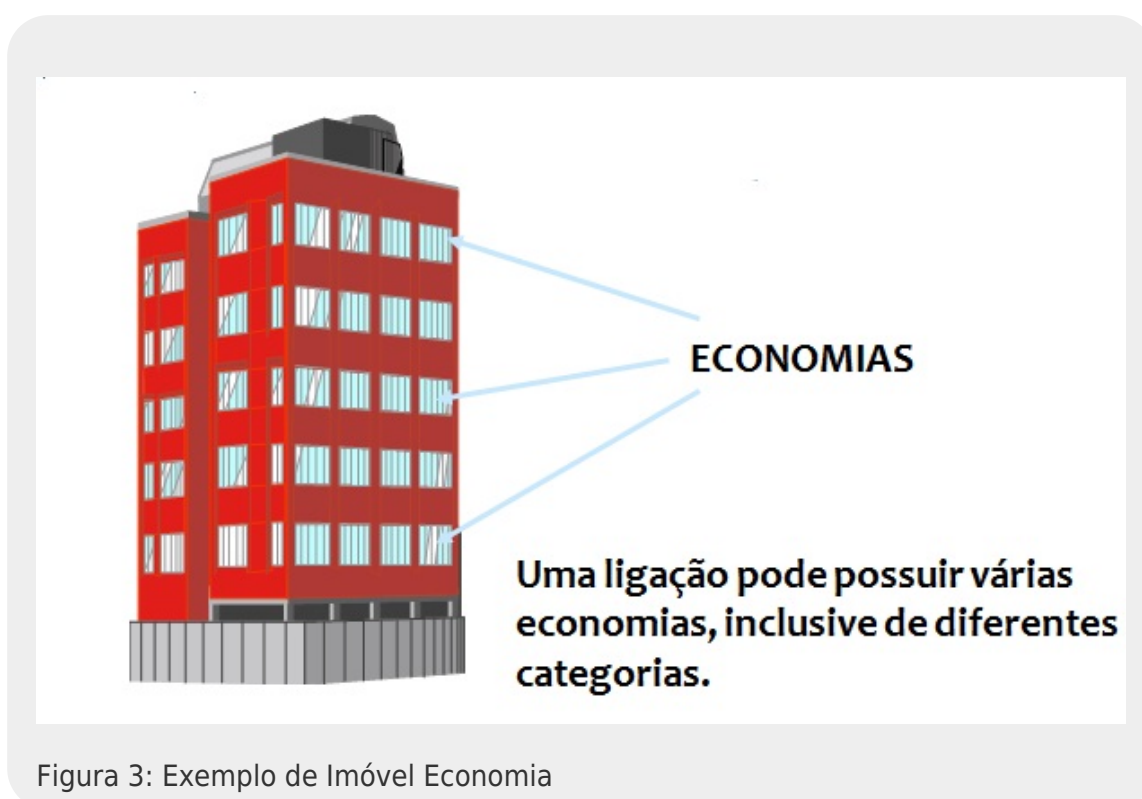 ECONOMIAS
Uma ligação pode possuir várias
economias, inclusive de diferentes
categorias.
Figura 3: Exemplo de Imóvel Economia